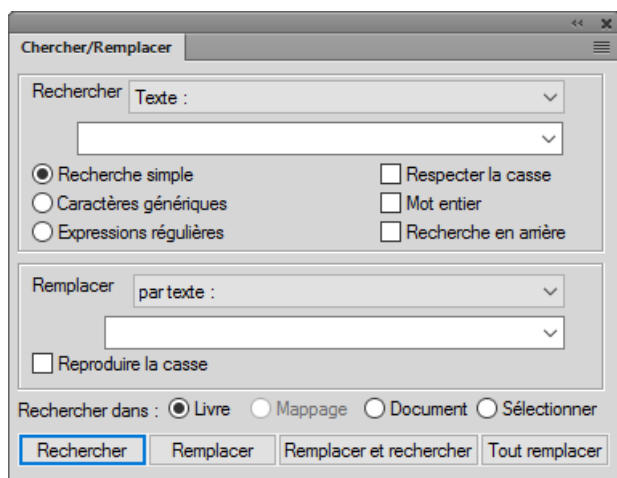 Chercher/Remplacer
Rechercher Texte :
Recherche simple Respecter la casse
Caractères génériques Mot entier
Expressions régulières Recherche en arrière
Remplacer par texte :
Reproduire la casse
Rechercher dans : Livre Mappage Document Sélectionner
Rechercher Remplacer Remplacer et rechercher Tout remplacer